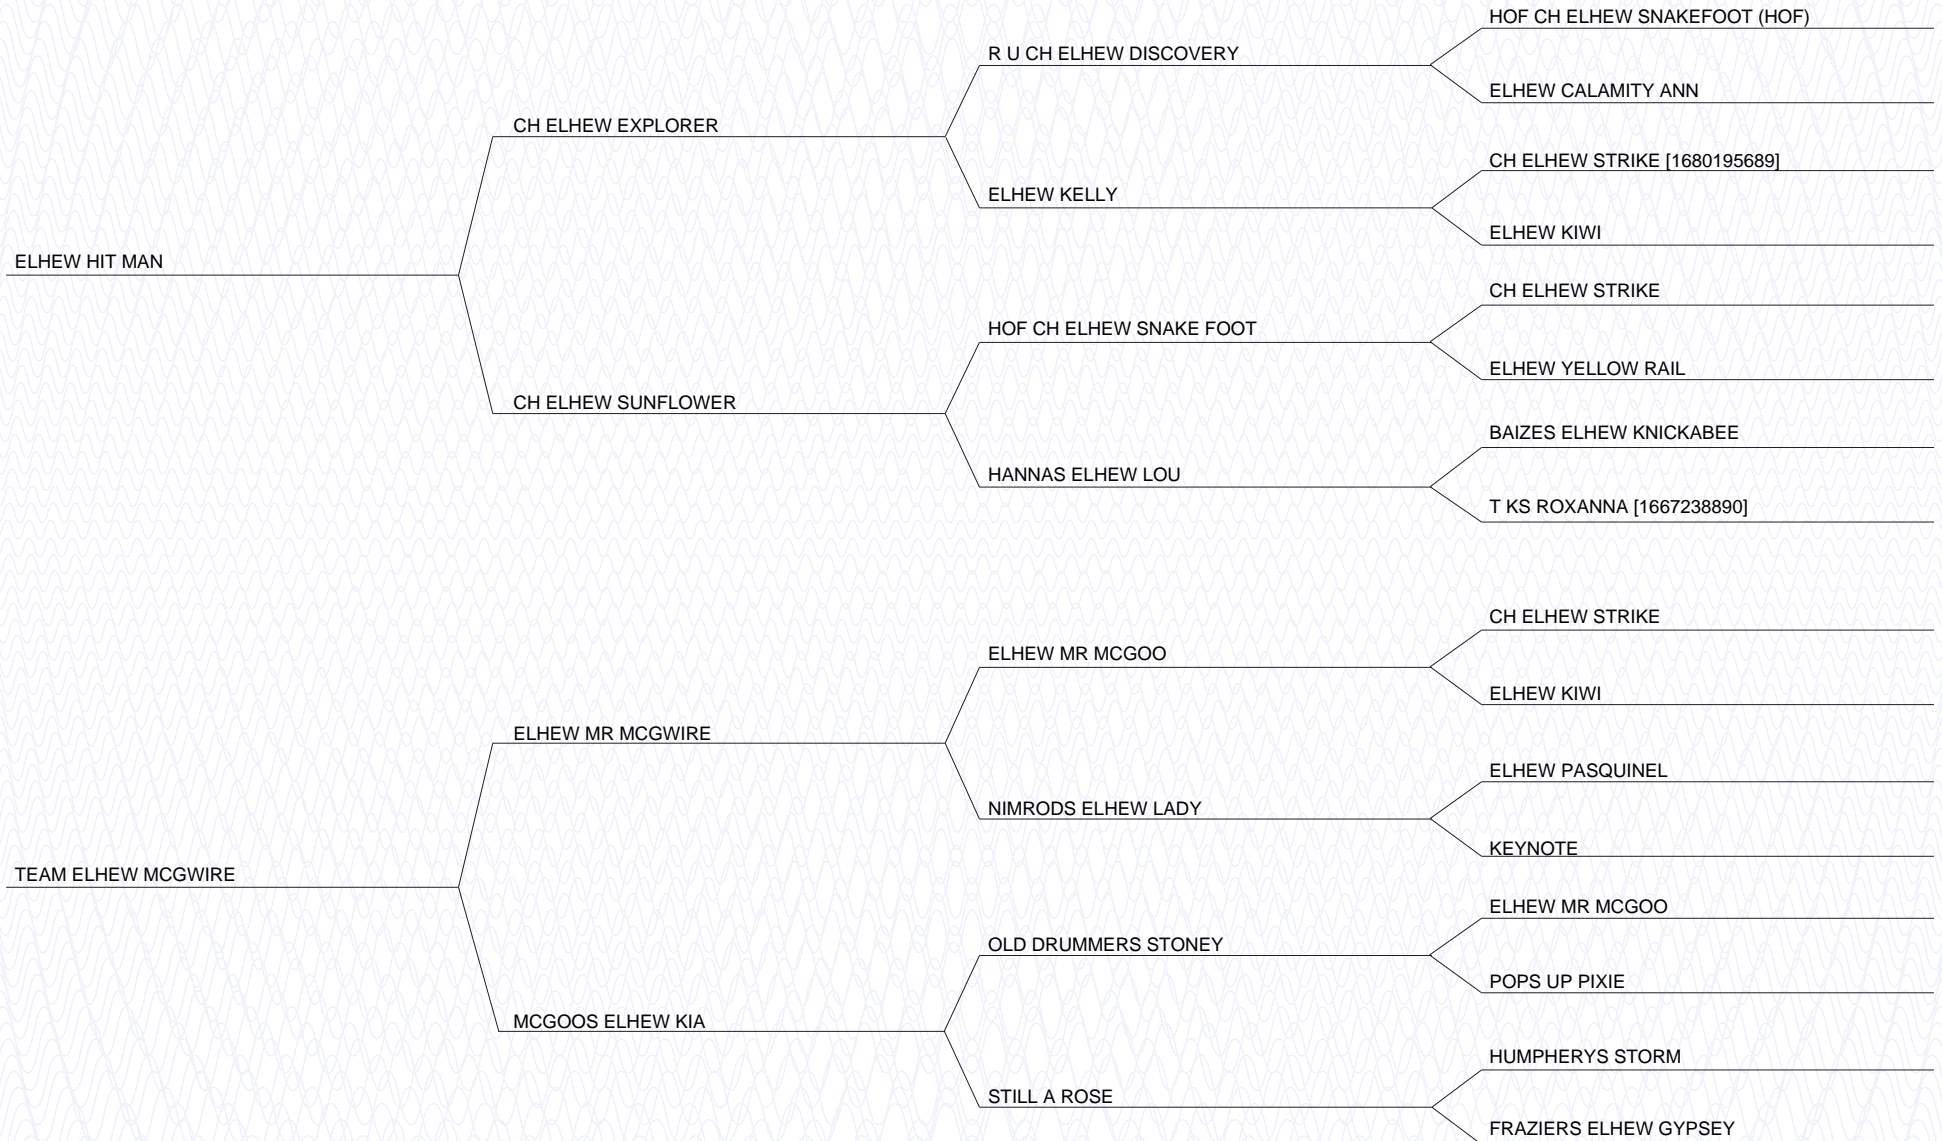 HOF CH ELHEW SNAKEFOOT (HOF)
R U CH ELHEW DISCOVERY
ELHEW CALAMITY ANN
CH ELHEW EXPLORER
CH ELHEW STRIKE [1680195689]
ELHEW KELLY
ELHEW KIWI
ELHEW HIT MAN
CH ELHEW STRIKE
HOF CH ELHEW SNAKE FOOT
ELHEW YELLOW RAIL
CH ELHEW SUNFLOWER
BAIZES ELHEW KNICKABEE
HANNAS ELHEW LOU
T KS ROXANNA [1667238890]
CH ELHEW STRIKE
ELHEW MR MCGOO
ELHEW KIWI
ELHEW MR MCGWIRE
ELHEW PASQUINEL
NIMRODS ELHEW LADY
KEYNOTE
TEAM ELHEW MCGWIRE
ELHEW MR MCGOO
OLD DRUMMERS STONEY
POPS UP PIXIE
MCGOOS ELHEW KIA
HUMPHERYS STORM
STILL A ROSE
FRAZIERS ELHEW GYPSEY